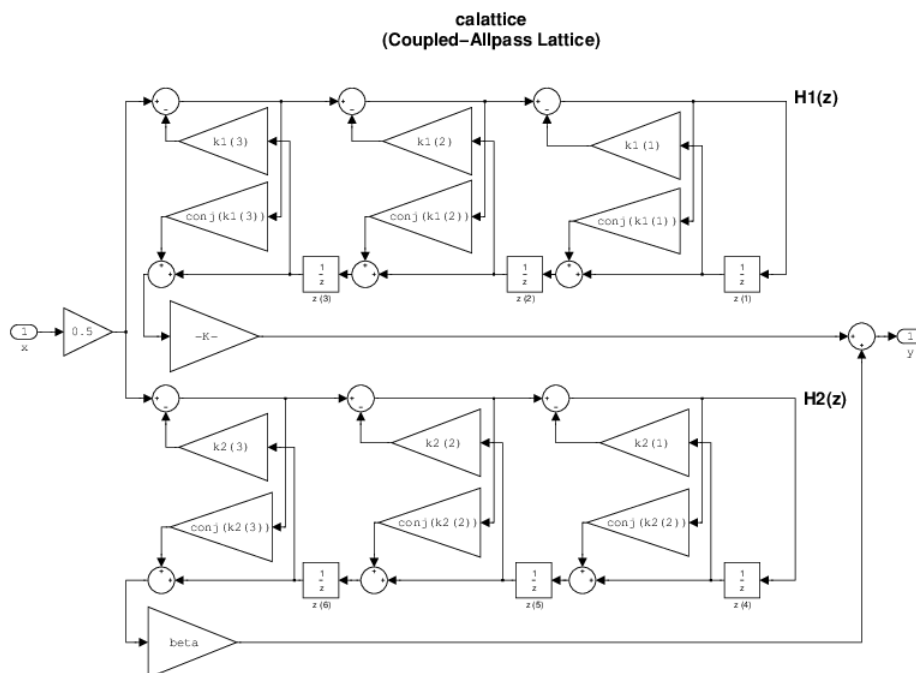 calattice
(Coupled−Allpass Lattice)
H1(z)
k1(3)
k1(2)
k1(1)
conj(k1(3))
conj(k1(2))
conj(k1(1))
1
z
z (3)
1
z
z (2)
1
z
z (1)
1
x
0.5
-K-
1
y
H2(z)
k2(3)
k2(2)
k2(1)
conj(k2(3))
conj(k2(2))
conj(k2(2))
1
z
z (6)
1
z
z (5)
1
z
z (4)
beta